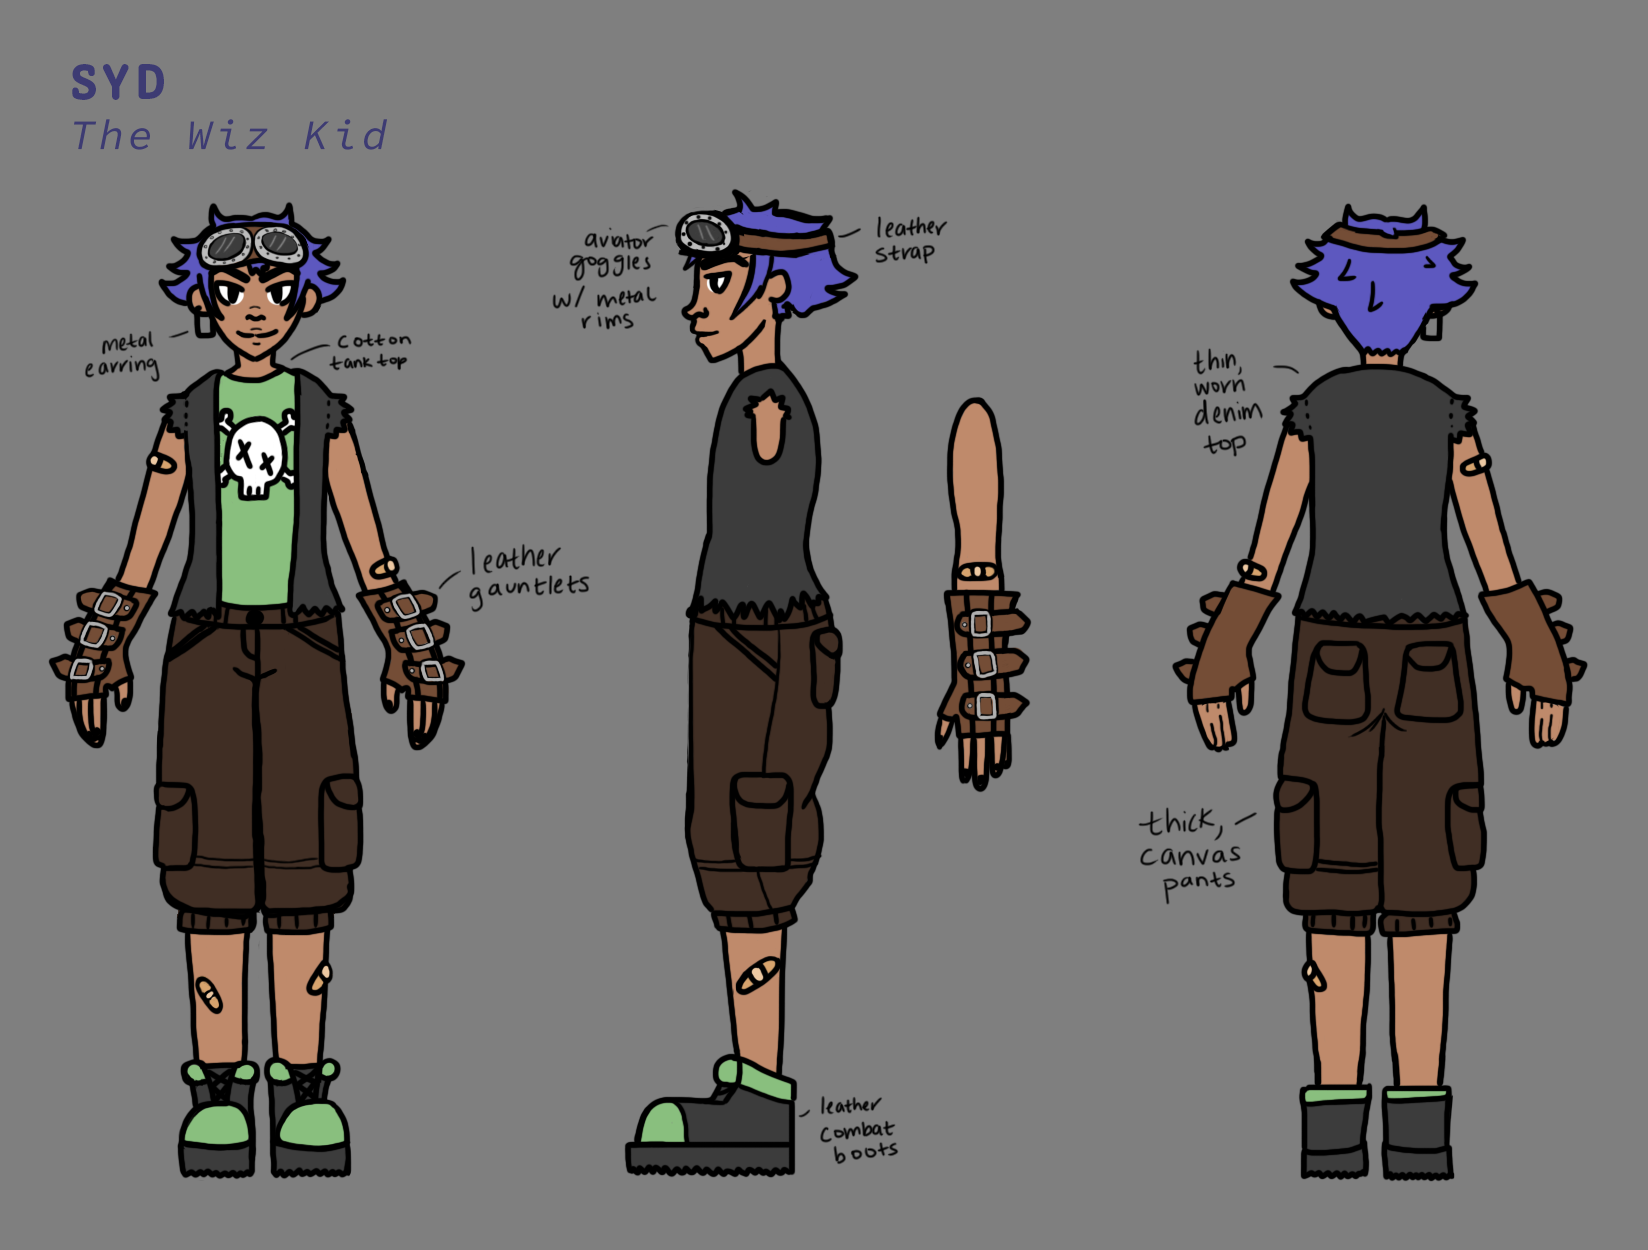 SYD
The Wiz Kid
aviator
goggles
w/ metal
rims
leather
strap
metal
earring
cotton
tank top
thin,
worn
denim
top
leather
gauntlets
thick,
canvas
pants
leather
combat
boots